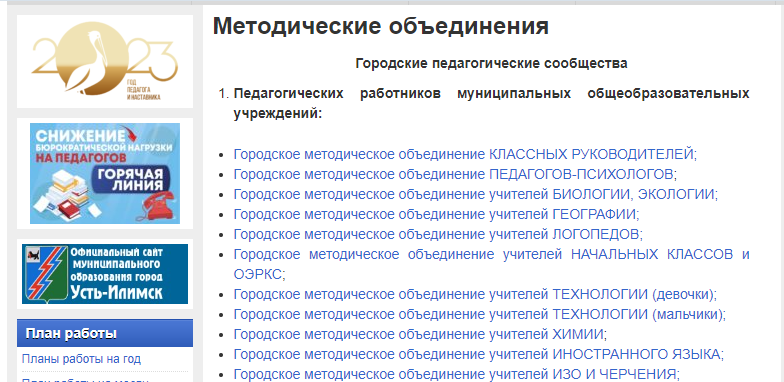 2023
ГОД
ПЕДАГОГА
И НАСТАВНИКА
СНИЖЕНИЕ
БЮРОКРАТИЧЕСКОЙ НАГРУЗКИ
НА ПЕДАГОГОВ
ГОРЯЧАЯ
ЛИНИЯ
Официальный сайт
муниципального
образования город
Усть-Илимск
План работы
Планы работы на год
Методические объединения
Городские педагогические сообщества
1. Педагогических работников муниципальных общеобразовательных
учреждений:
Городское методическое объединение КЛАССНЫХ РУКОВОДИТЕЛЕЙ;
Городское методическое объединение ПЕДАГОГОВ-ПСИХОЛОГОВ;
Городское методическое объединение учителей БИОЛОГИИ, ЭКОЛОГИИ;
Городское методическое объединение учителей ГЕОГРАФИИ;
Городское методическое объединение учителей ЛОГОПЕДОВ;
Городское методическое объединение учителей НАЧАЛЬНЫХ КЛАССОВ и
ОЭРКС;
Городское методическое объединение учителей ТЕХНОЛОГИИ (девочки);
Городское методическое объединение учителей ТЕХНОЛОГИИ (мальчики);
Городское методическое объединение учителей ХИМИИ;
Городское методическое объединение учителей ИНОСТРАННОГО ЯЗЫКА;
Городское методическое объединение учителей ИЗО И ЧЕРЧЕНИЯ;